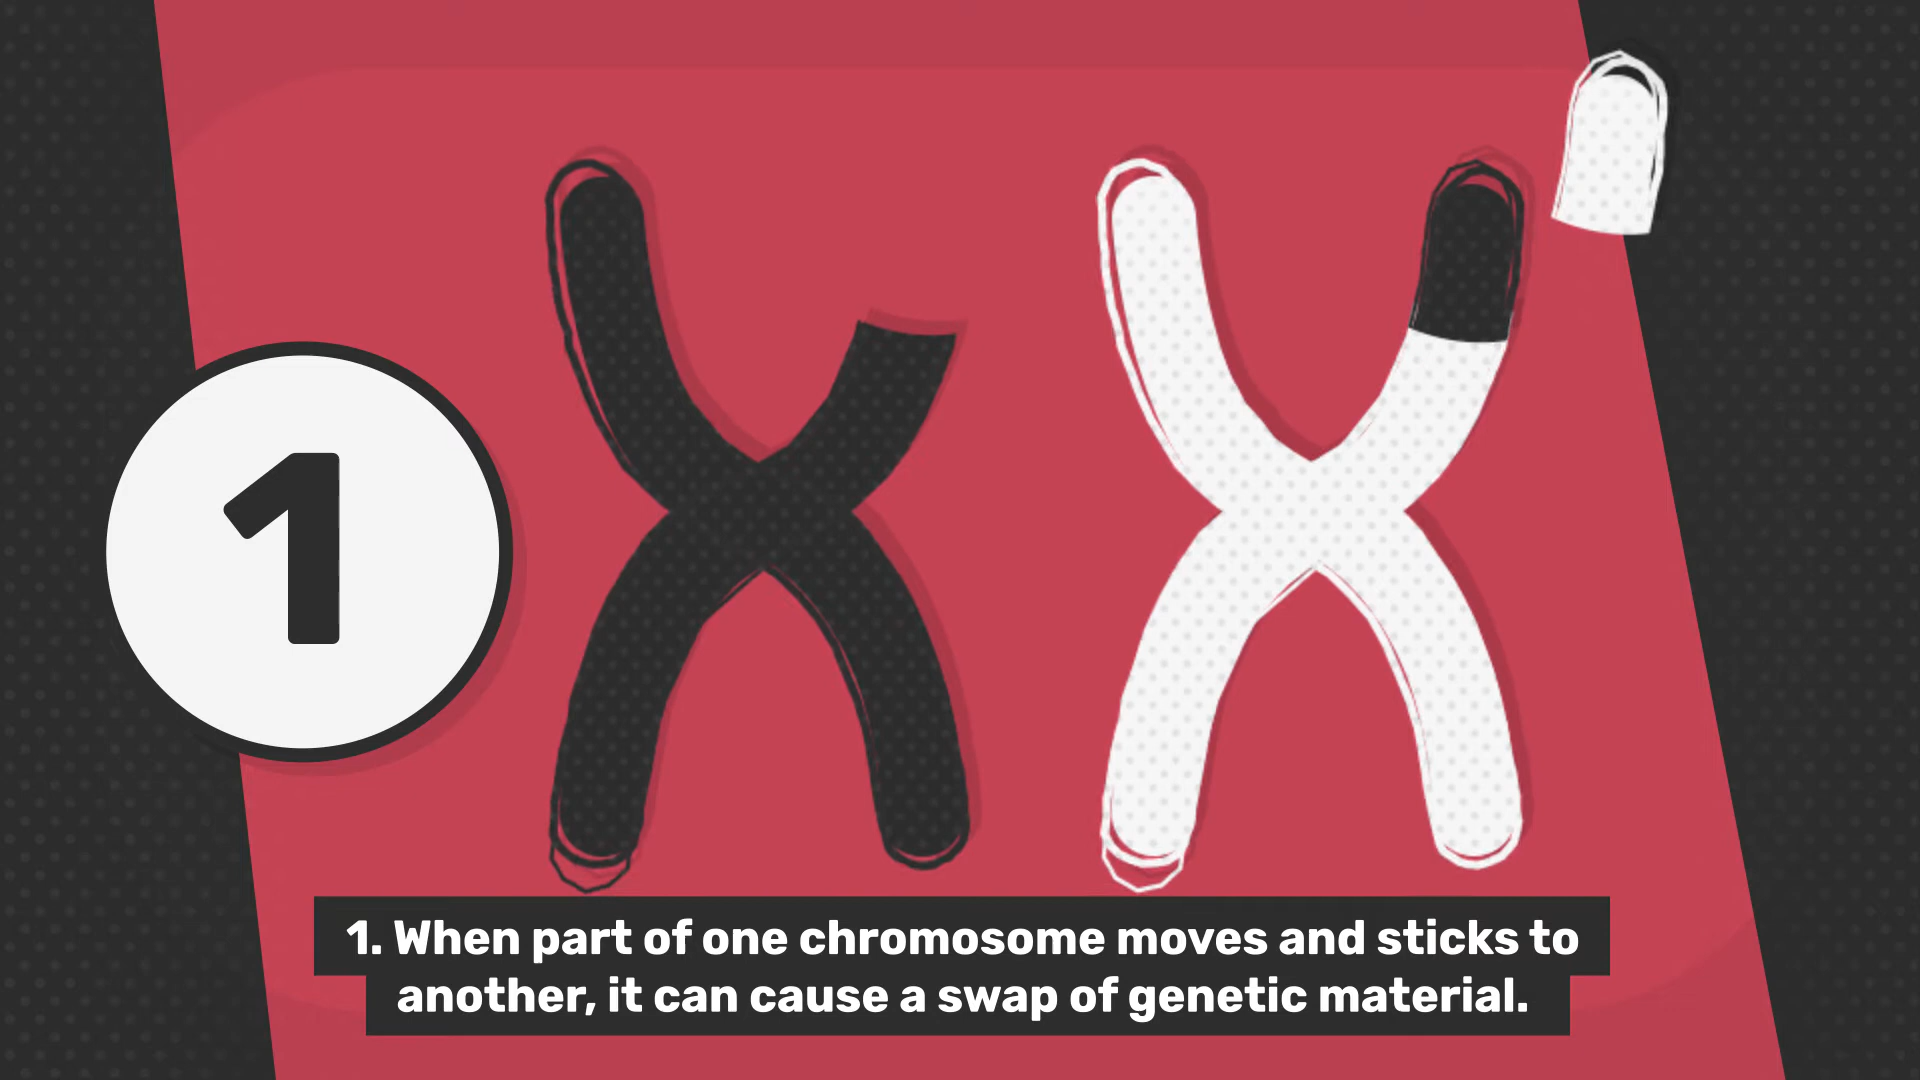 1
1. When part of one chromosome moves and sticks to
another, it can cause a swap of genetic material.